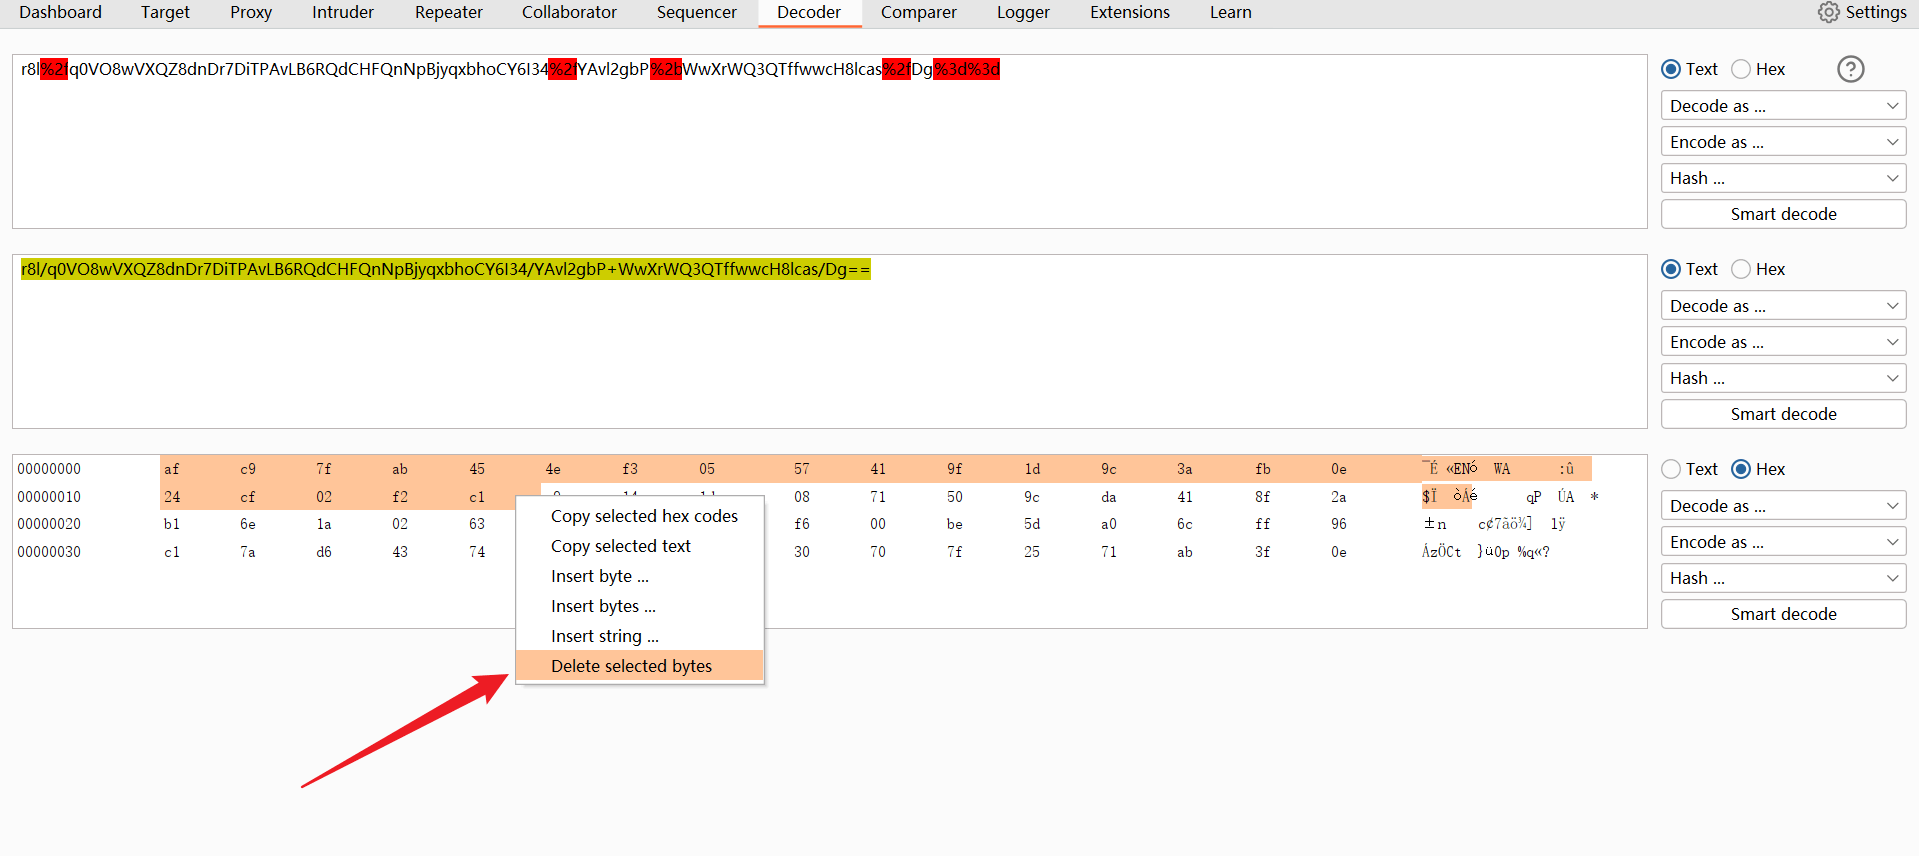 Dashboard Target Proxy Intruder Repeater Collaborator Sequencer Decoder Comparer Logger Extensions Learn Settings
r8l%2fq0VO8wVXQZ8dnDr7DiTPAvLB6RQdCHFQnNpBjyqxbhoCY6I34%2fYAvl2gbP%2bWwXrWQ3QTffwwcH8lcas%2fDg%3d%3d
Text Hex ?
Decode as ...
Encode as ...
Hash ...
Smart decode
r8l/q0VO8wVXQZ8dnDr7DiTPAvLB6RQdCHFQnNpBjyqxbhoCY6I34/YAvl2gbP+WwXrWQ3QTffwwcH8lcas/Dg==
Text Hex
Decode as ...
Encode as ...
Hash ...
Smart decode
00000000 af c9 7f ab 45 4e f3 05 57 41 9f 1d 9c 3a fb 0e ¯É «ENó WA :û
00000010 24 cf 02 f2 c1 08 71 50 9c da 41 8f 2a $Ï òÁé qP ÚA *
00000020 b1 6e 1a 02 63 f6 00 be 5d a0 6c ff 96 ±n c¢7ãö¾] lÿ
00000030 c1 7a d6 43 74 30 70 7f 25 71 ab 3f 0e ÁzÖCt }ü0p %q«?
Copy selected hex codes
Copy selected text
Insert byte ...
Insert bytes ...
Insert string ...
Delete selected bytes
Text Hex
Decode as ...
Encode as ...
Hash ...
Smart decode